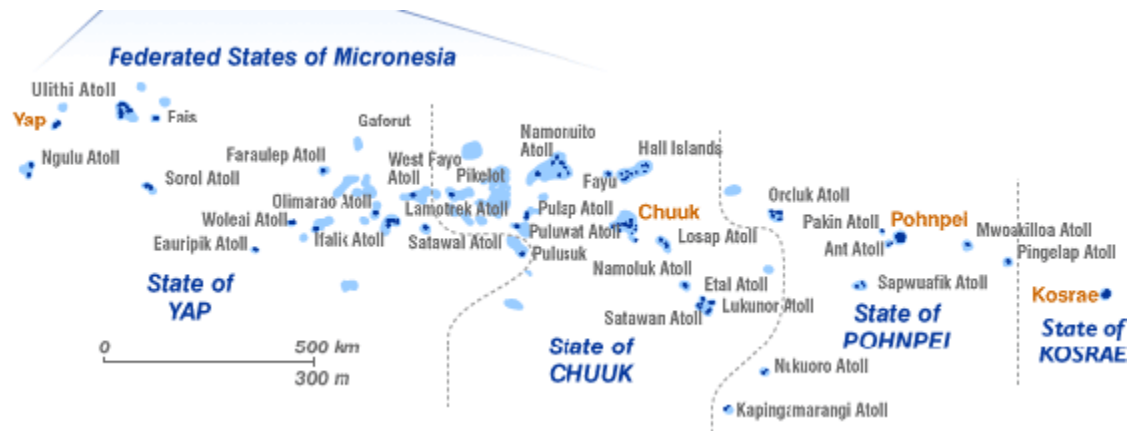 Federated States of Micronesia
Ulithi Atoll
Yap
Fais
Ngulu Atoll
Sorol Atoll
Gaforut
Faraulep Atoll
West Fayo
Atoll
Pikelot
Olimarao Atoll
Lamotrek Atoll
Woleai Atoll
Ifalik Atoll
Satawal Atoll
Eauripik Atoll
Namonuito
Atoll
Hall Islands
Fayu
Pulap Atoll
Chuuk
Puluwat Atoll
Losap Atoll
Pulusuk
Namoluk Atoll
Etal Atoll
Lukunor Atoll
Satawan Atoll
Oroluk Atoll
Pakin Atoll
Pohnpei
Ant Atoll
Mwoakilloa Atoll
Pingelap Atoll
Sapwuafik Atoll
Kosrae
State of
YAP
State of
CHUUK
State of
POHNPEI
State of
KOSRAE
Nukuoro Atoll
Kapingamarangi Atoll
0
500 km
300 m